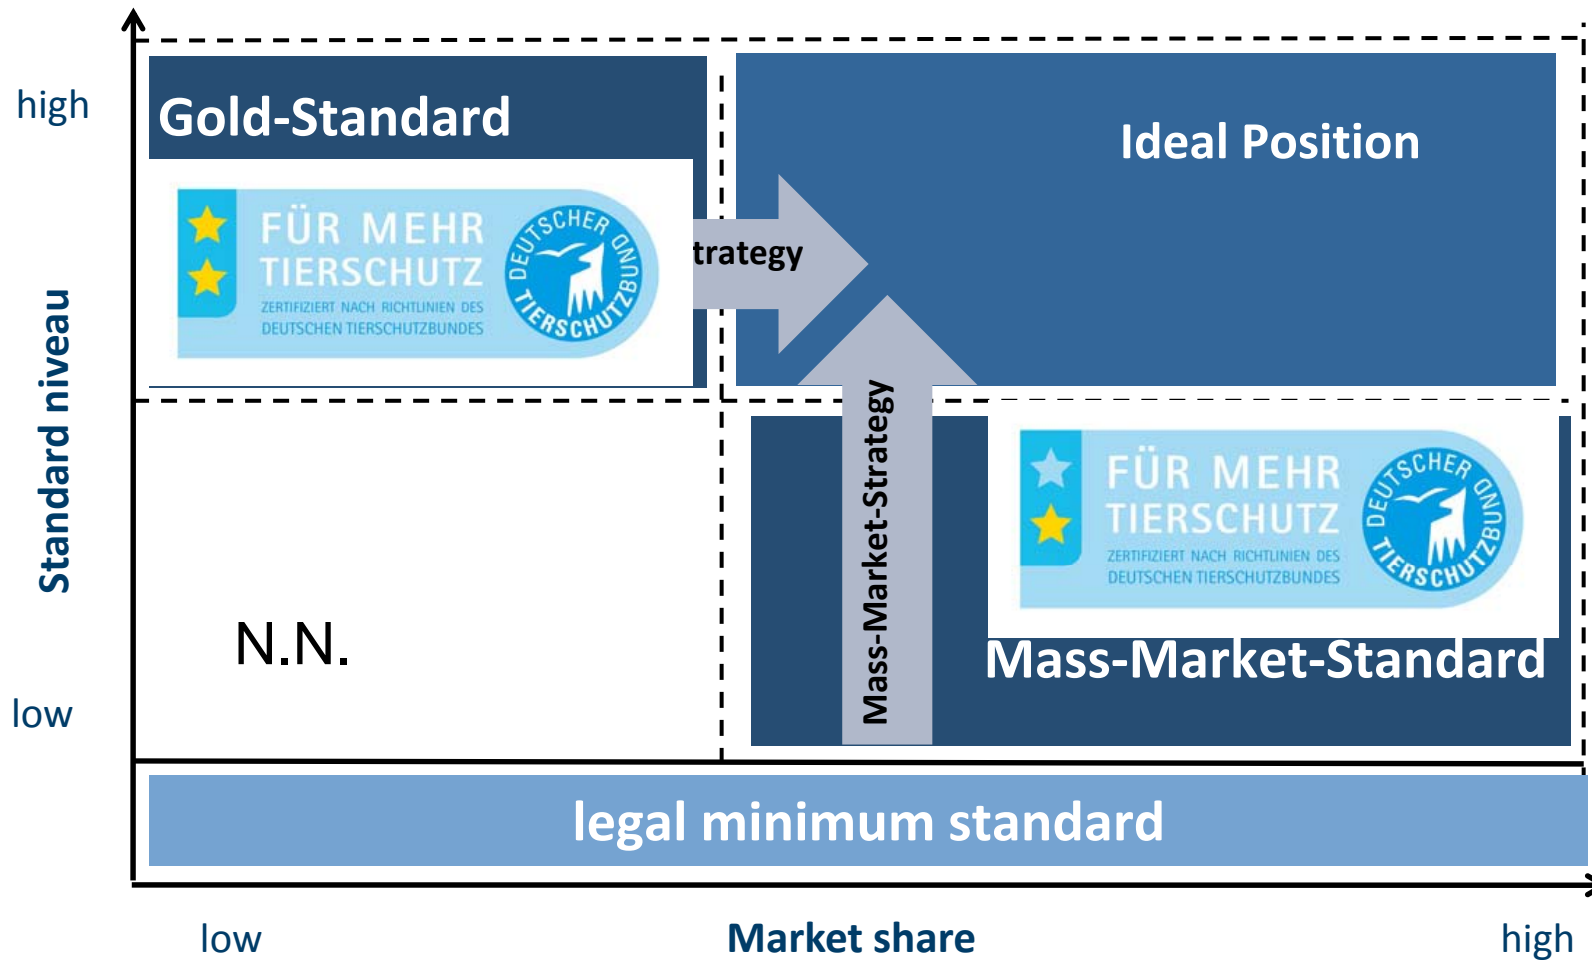 high
Gold-Standard
Ideal Position
FÜR MEHR
TIERSCHUTZ
ZERTIFIZIERT NACH RICHTLINIEN DES
DEUTSCHEN TIERSCHUTZBUNDES
DEUTSCHER TIERSCHUTZBUND
trategy
Standard niveau
Mass-Market-Strategy
FÜR MEHR
TIERSCHUTZ
ZERTIFIZIERT NACH RICHTLINIEN DES
DEUTSCHEN TIERSCHUTZBUNDES
DEUTSCHER TIERSCHUTZBUND
N.N.
Mass-Market-Standard
low
legal minimum standard
low
Market share
high